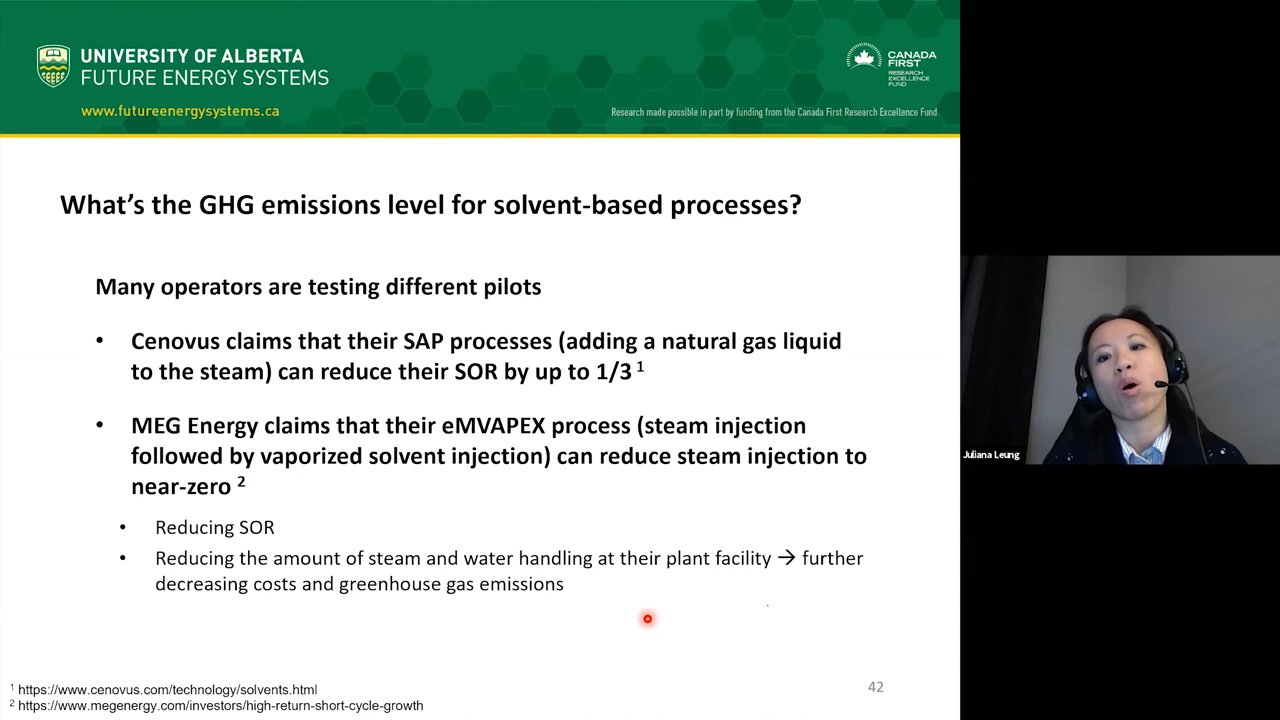 UNIVERSITY OF ALBERTA
FUTURE ENERGY SYSTEMS
www.futureenergysystems.ca
CANADA
FIRST
RESEARCH
EXCELLENCE
FUND
Research made possible in part by funding from the Canada First Research Excellence Fund
What's the GHG emissions level for solvent-based processes?
Many operators are testing different pilots
• Cenovus claims that their SAP processes (adding a natural gas liquid
to the steam) can reduce their SOR by up to 1/3 1
• MEG Energy claims that their eMVAPEX process (steam injection
followed by vaporized solvent injection) can reduce steam injection to
near-zero 2
• Reducing SOR
• Reducing the amount of steam and water handling at their plant facility → further
decreasing costs and greenhouse gas emissions
Juliana Leung
42
1 https://www.cenovus.com/technology/solvents.html
2 https://www.megenergy.com/investors/high-return-short-cycle-growth